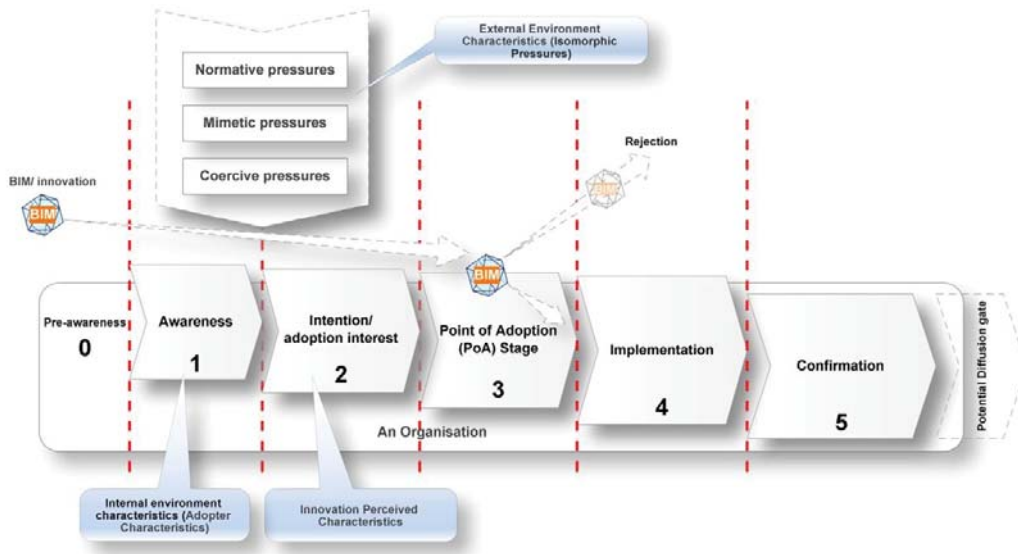 External Environment
Characteristics (Isomorphic
Pressures)
Normative pressures
Mimetic pressures
Coercive pressures
Rejection
BIM/ innovation
BIM
BIM
BIM
Pre-awareness
0
Awareness
1
Intention/
adoption interest
2
Point of Adoption
(PoA) Stage
3
Implementation
4
Confirmation
5
Potential Diffusion gate
An Organisation
Internal environment
characteristics (Adopter
Characteristics)
Innovation Perceived
Characteristics